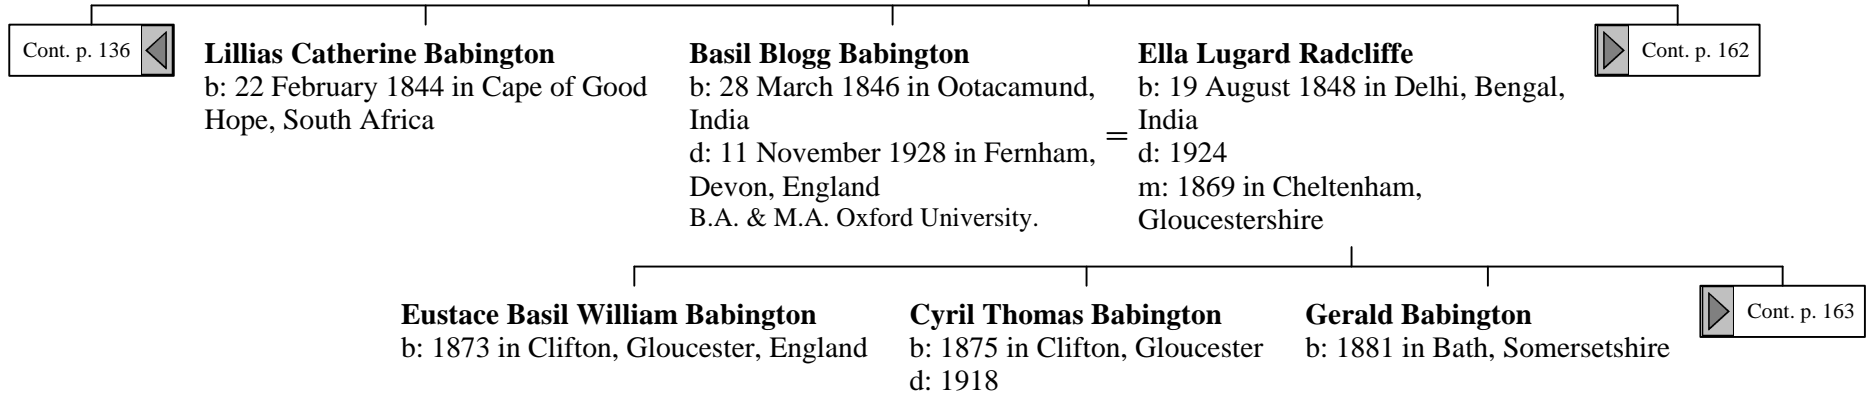 Cont. p. 136
Lillias Catherine Babington
b: 22 February 1844 in Cape of Good
Hope, South Africa
Basil Blogg Babington
b: 28 March 1846 in Ootacamund,
India
d: 11 November 1928 in Fernham,
Devon, England
B.A. & M.A. Oxford University.
=
Ella Lugard Radcliffe
b: 19 August 1848 in Delhi, Bengal,
India
d: 1924
m: 1869 in Cheltenham,
Gloucestershire
Cont. p. 162
Eustace Basil William Babington
b: 1873 in Clifton, Gloucester, England
Cyril Thomas Babington
b: 1875 in Clifton, Gloucester
d: 1918
Gerald Babington
b: 1881 in Bath, Somersetshire
Cont. p. 163